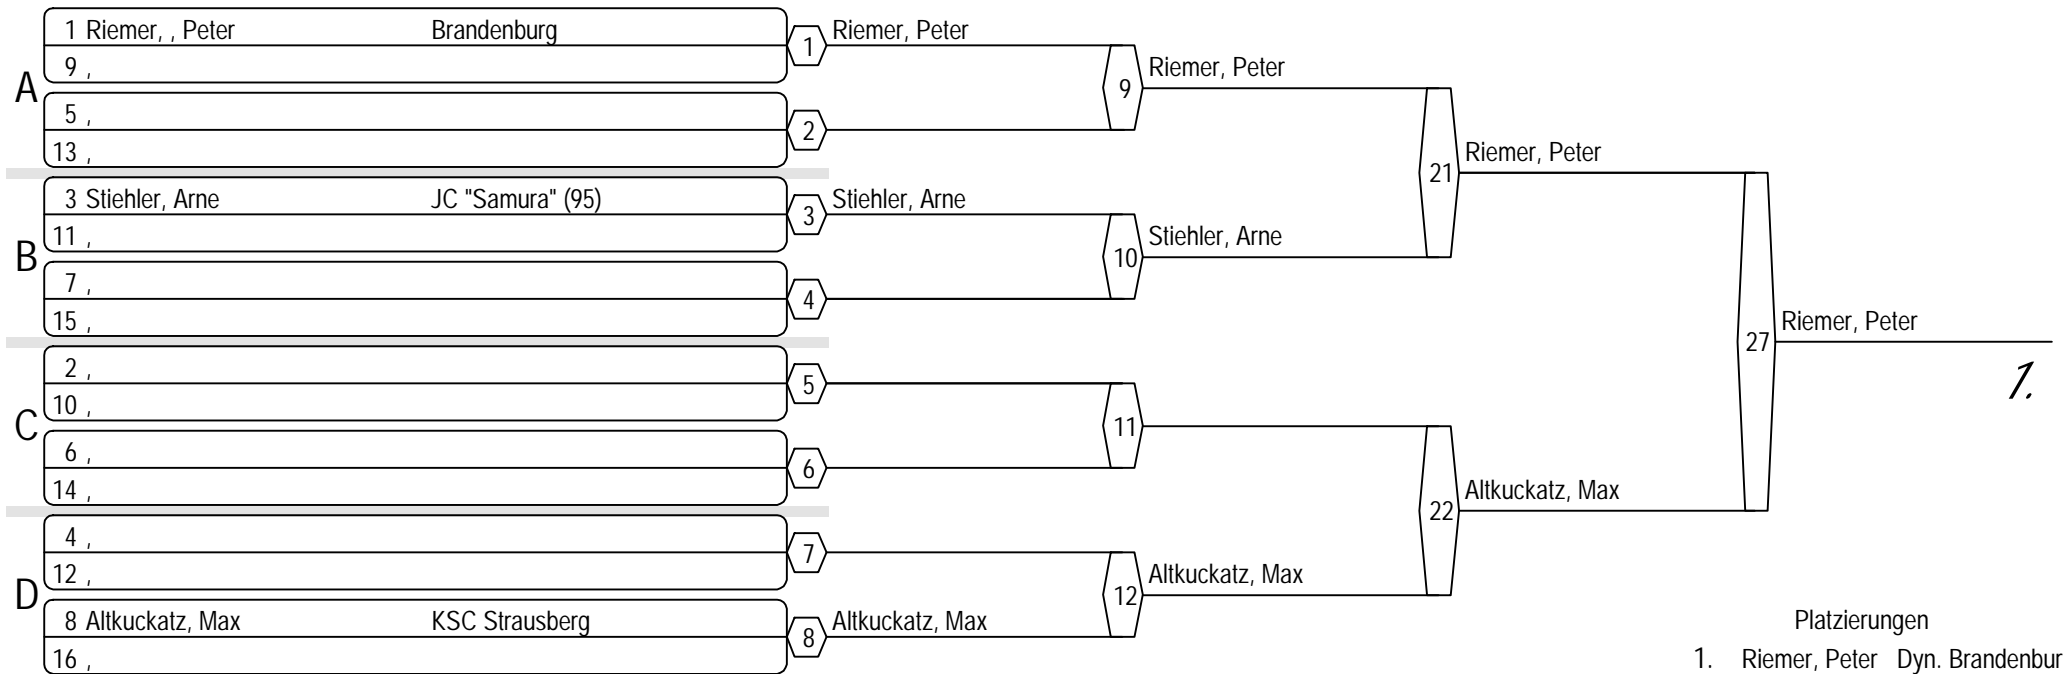 1 Riemer, , Peter Brandenburg
9 ,
A
5 ,
13 ,
3 Stiehler, Arne JC "Samura" (95)
11 ,
B
7 ,
15 ,
2 ,
10 ,
C
6 ,
14 ,
4 ,
12 ,
D
8 Altkuckatz, Max KSC Strausberg
16 ,
1 Riemer, Peter
2
3 Stiehler, Arne
4
5
6
7
8 Altkuckatz, Max
9 Riemer, Peter
10 Stiehler, Arne
11
12 Altkuckatz, Max
21 Riemer, Peter
22 Altkuckatz, Max
27 Riemer, Peter
1.
Platzierungen
1. Riemer, Peter Dyn. Brandenbur